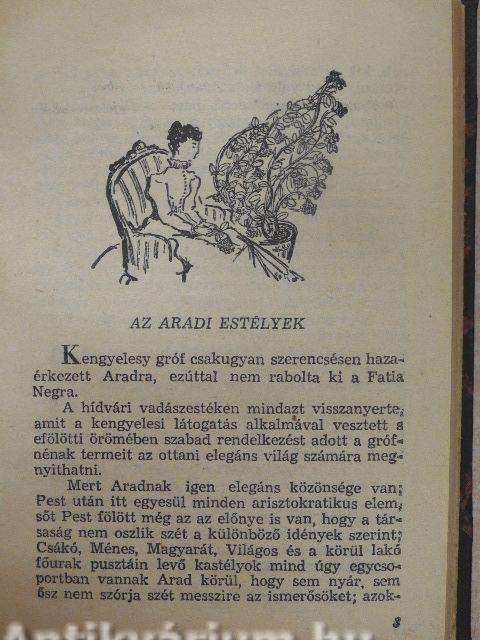 AZ ARADI ESTÉLYEK
Kengyelesy gróf csakugyan szerencsésen haza-
érkezett Aradra, ezúttal nem rabolta ki a Fatia
Negra.
A hídvári vadászestéken mindazt visszanyerte,
amit a kengyelesi látogatás alkalmával vesztett s
efölötti örömében szabad rendelkezést adott a gróf-
nénak termeit az ottani elegáns világ számára meg-
nyithatni.
Mert Aradnak igen elegáns közönsége van;
Pest után itt egyesül minden arisztokratikus elem,
sőt Pest fölött még az az előnye is van, hogy a tár-
saság nem oszlik szét a különböző idények szerint;
Csákó, Ménes, Magyarát, Világos és a körül lakó
főurak pusztáin levő kastélyok mind úgy egycso-
portban vannak Arad körül, hogy sem nyár, sem
ősz nem szórja szét messzire az ismerősöket; azok-
3
Antikvárium.hu